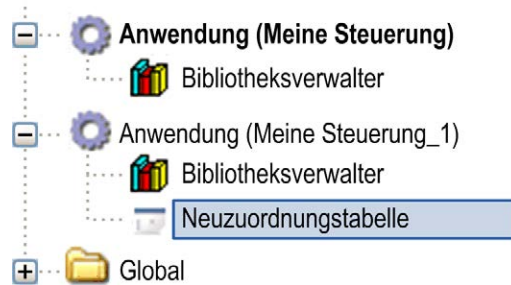 Anwendung (Meine Steuerung)
Bibliotheksverwalter
Anwendung (Meine Steuerung_1)
Bibliotheksverwalter
Neuzuordnungstabelle
Global